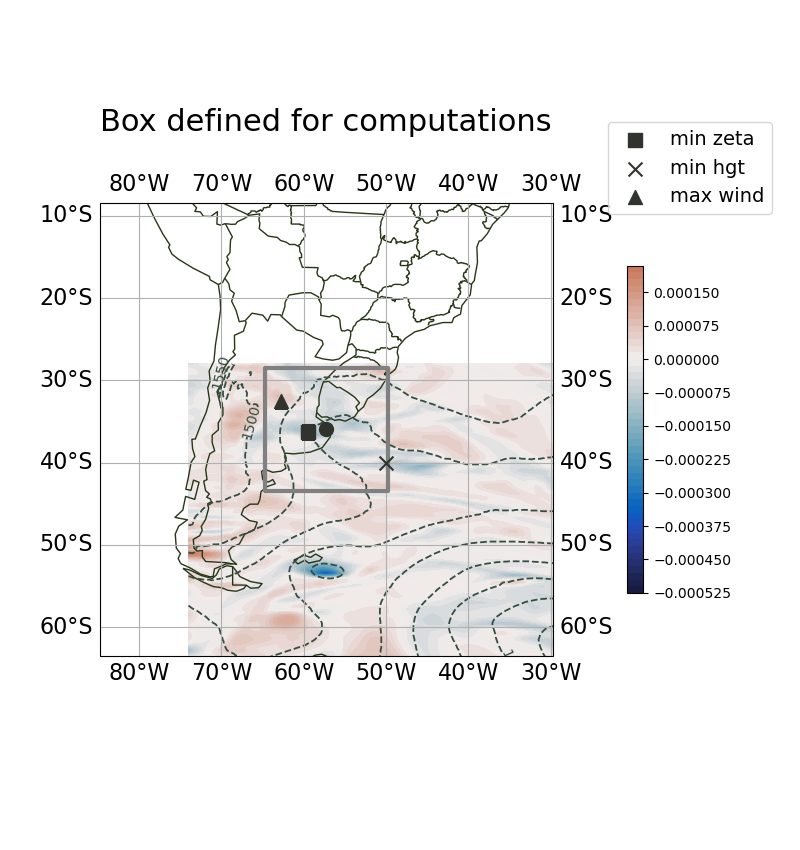 Box defined for computations
min zeta
min hgt
max wind
80°W 70°W 60°W 50°W 40°W 30°W
10°S 10°S
20°S
30°S
40°S
50°S
60°S 60°S
1550
1500
80°W 70°W 60°W 50°W 40°W 30°W
0.000150
0.000075
0.000000
−0.000075
−0.000150
−0.000225
−0.000300
−0.000375
−0.000450
−0.000525
20°S
30°S
40°S
50°S